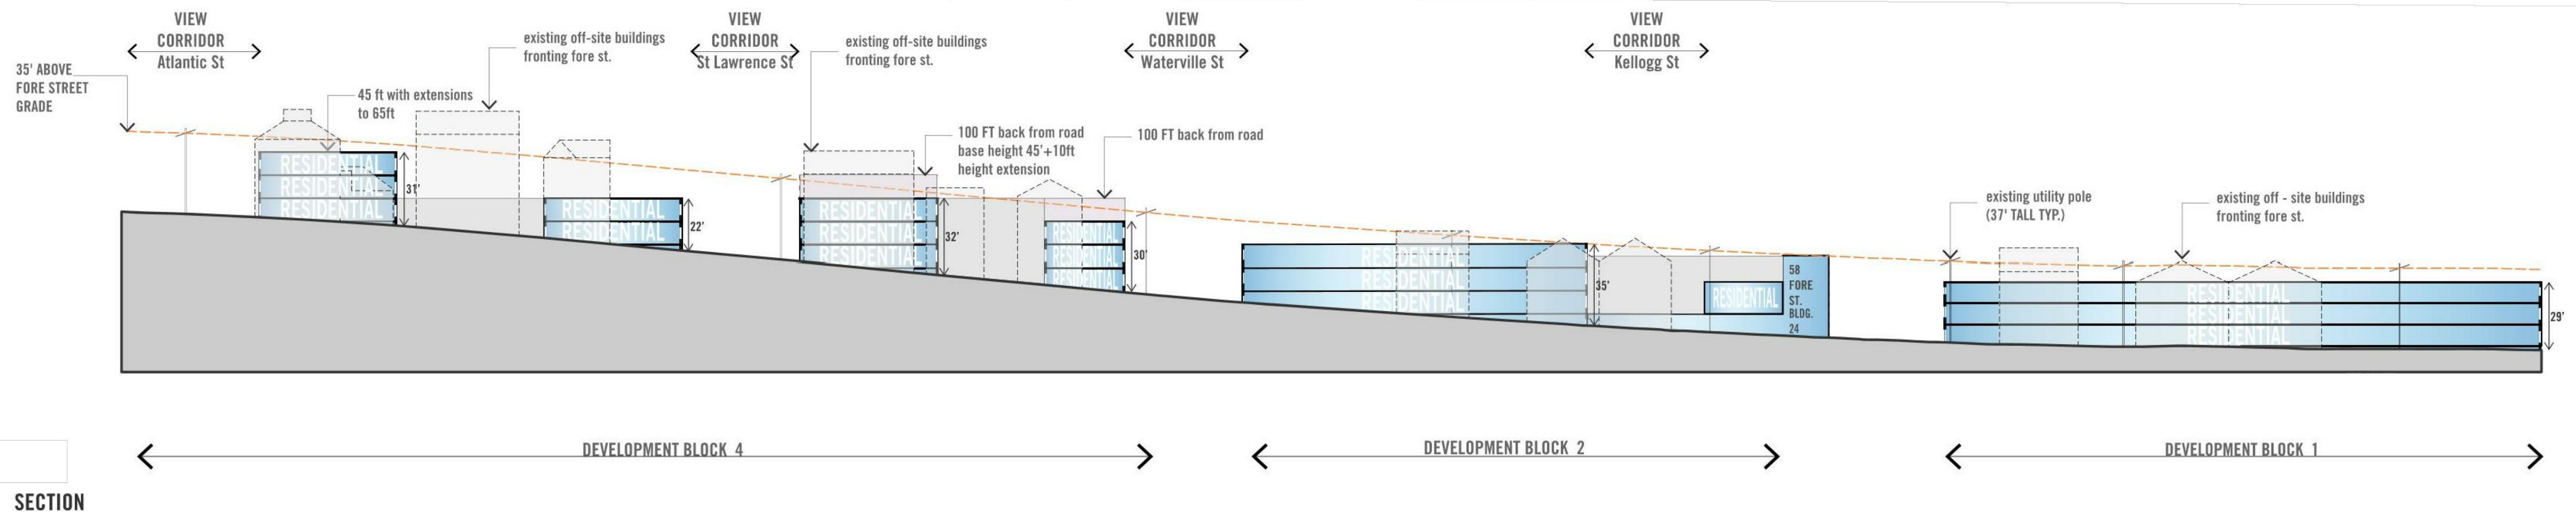 VIEW
CORRIDOR
Atlantic St
VIEW
CORRIDOR
St Lawrence St
VIEW
CORRIDOR
Waterville St
VIEW
CORRIDOR
Kellogg St
35' ABOVE
FORE STREET
GRADE
existing off-site buildings
fronting fore st.
existing off-site buildings
fronting fore st.
45 ft with extensions
to 65ft
100 FT back from road
base height 45'+10ft
height extension
100 FT back from road
existing utility pole
(37' TALL TYP.)
existing off - site buildings
fronting fore st.
RESIDENTIAL
RESIDENTIAL
RESIDENTIAL
31'
RESIDENTIAL
RESIDENTIAL
22'
RESIDENTIAL
RESIDENTIAL
RESIDENTIAL
32'
RESIDENTIAL
RESIDENTIAL
RESIDENTIAL
30'
RESIDENTIAL
RESIDENTIAL
RESIDENTIAL
35'
RESIDENTIAL
58
FORE
ST.
BLDG.
24
RESIDENTIAL
RESIDENTIAL
RESIDENTIAL
29'
DEVELOPMENT BLOCK 4
DEVELOPMENT BLOCK 2
DEVELOPMENT BLOCK 1
SECTION